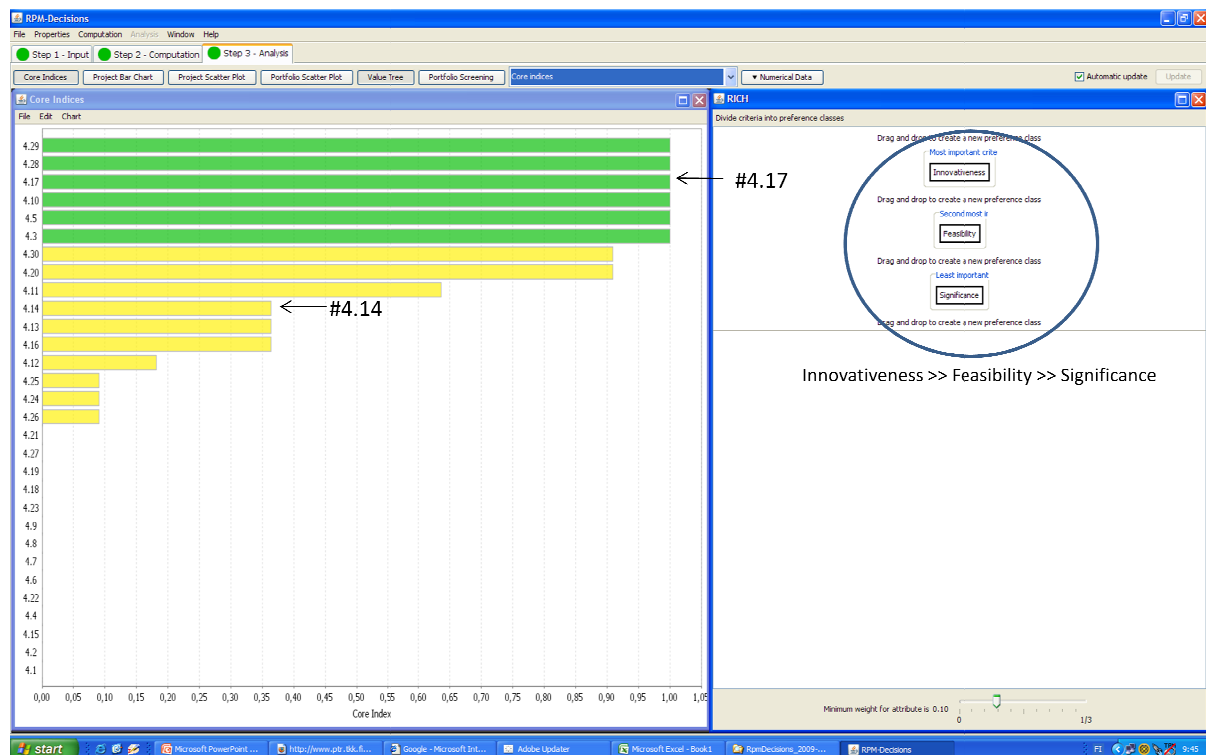 RPM-Decisions
File Properties Computation Analysis Window Help
Step 1 - Input Step 2 - Computation Step 3 - Analysis
Core Indices Project Bar Chart Project Scatter Plot Portfolio Scatter Plot Value Tree Portfolio Screening Core indices Numerical Data Automatic update Update
Core Indices
File Edit Chart
4.29
4.28
4.17
4.10
4.5
4.3
4.30
4.20
4.11
4.14
4.13
4.16
4.12
4.25
4.24
4.26
4.21
4.27
4.19
4.18
4.23
4.9
4.8
4.7
4.6
4.22
4.4
4.15
4.2
4.1
#4.17
#4.14
0,00 0,05 0,10 0,15 0,20 0,25 0,30 0,35 0,40 0,45 0,50 0,55 0,60 0,65 0,70 0,75 0,80 0,85 0,90 0,95 1,00 1,05
Core Index
RICH
Divide criteria into preference classes
Drag and drop to create a new preference class
Most important crite
Innovativeness
Drag and drop to create a new preference class
Second most ir
Feasibility
Drag and drop to create a new preference class
Least important
Significance
Drag and drop to create a new preference class
Innovativeness >> Feasibility >> Significance
Minimum weight for attribute is 0.10
0 1/3
start Microsoft PowerPoint ... http://www.ptr.tkk.fi... Google - Microsoft Int... Adobe Updater Microsoft Excel - Book1 RpmDecisions_2009-... RPM-Decisions FI 9:45